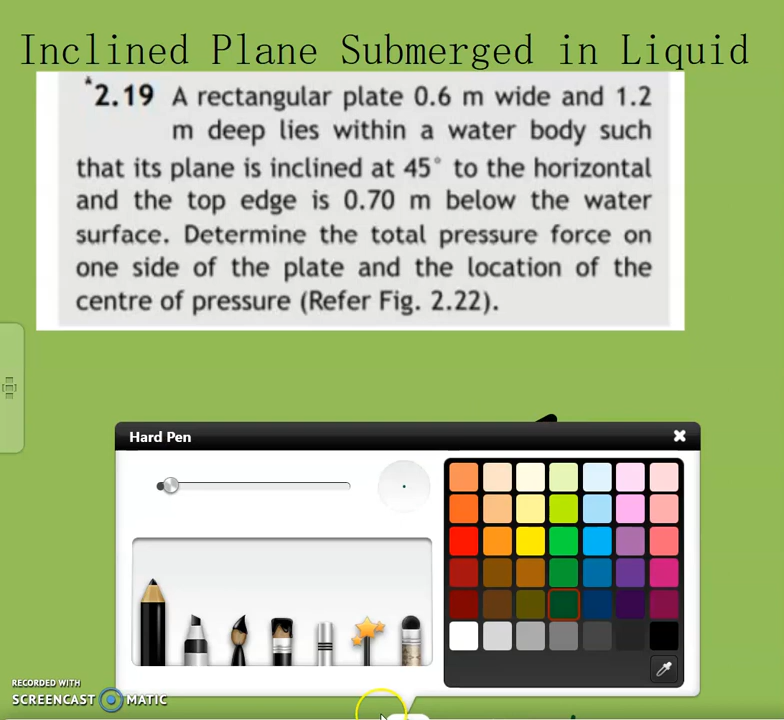 Inclined Plane Submerged in Liquid
*2.19 A rectangular plate 0.6 m wide and 1.2
m deep lies within a water body such
that its plane is inclined at 45° to the horizontal
and the top edge is 0.70 m below the water
surface. Determine the total pressure force on
one side of the plate and the location of the
centre of pressure (Refer Fig. 2.22).
Hard Pen
RECORDED WITH
SCREENCAST MATIC